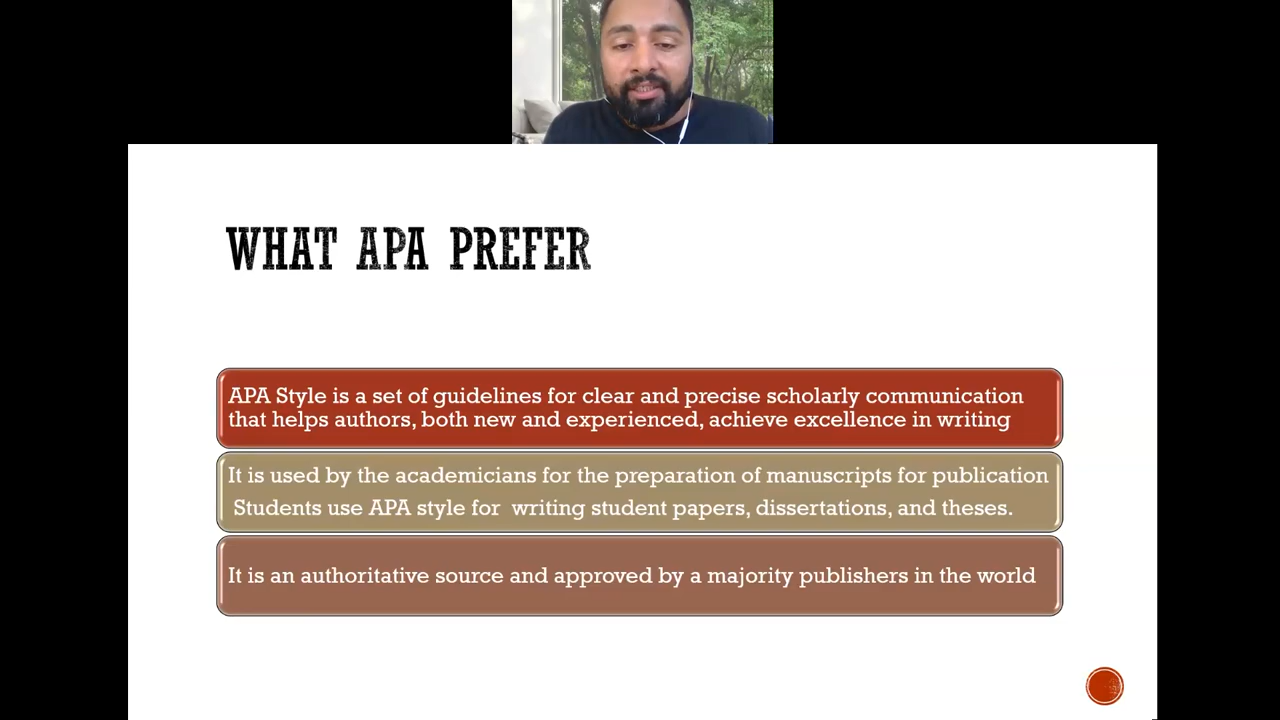 WHAT APA PREFER
APA Style is a set of guidelines for clear and precise scholarly communication
that helps authors, both new and experienced, achieve excellence in writing
It is used by the academicians for the preparation of manuscripts for publication
Students use APA style for writing student papers, dissertations, and theses.
It is an authoritative source and approved by a majority publishers in the world